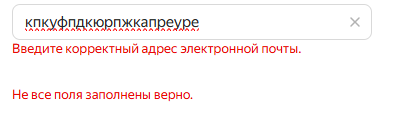 кпкуфпдкюрпжкапреуре
Введите корректный адрес электронной почты.
Не все поля заполнены верно.